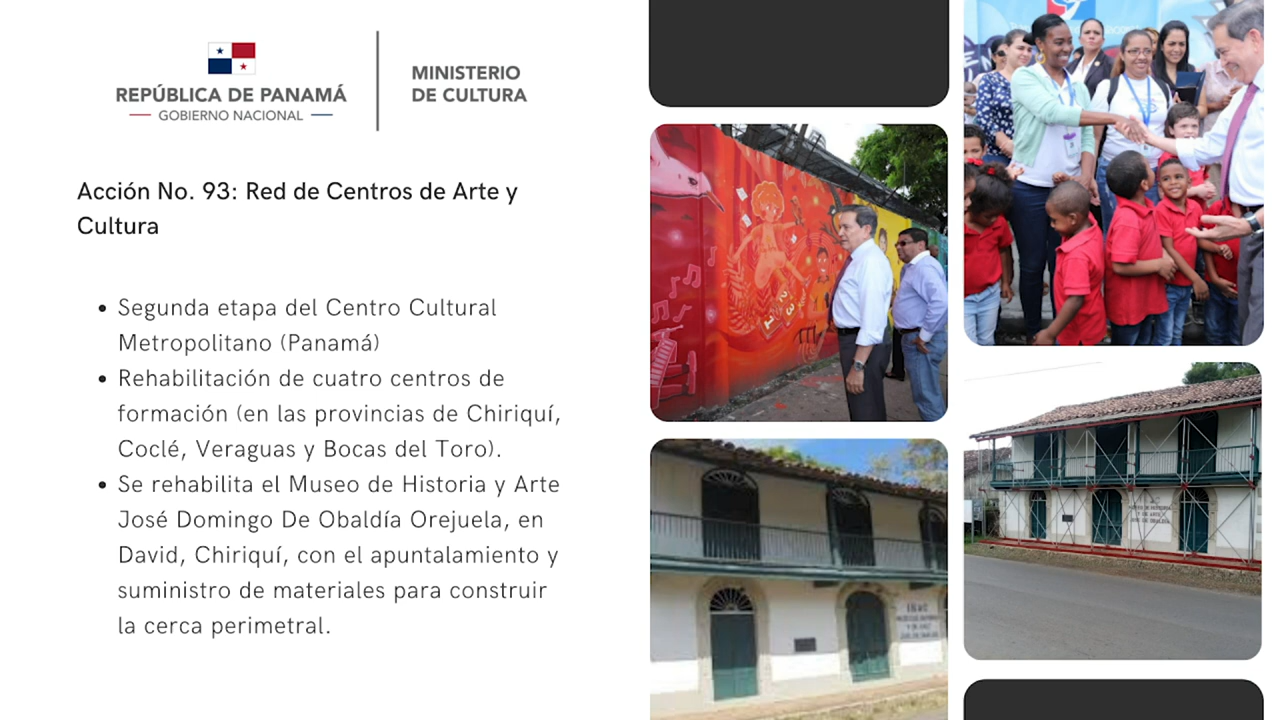 REPÚBLICA DE PANAMÁ
GOBIERNO NACIONAL
MINISTERIO
DE CULTURA
Acción No. 93: Red de Centros de Arte y
Cultura
• Segunda etapa del Centro Cultural
Metropolitano (Panamá)
• Rehabilitación de cuatro centros de
formación (en las provincias de Chiriquí,
Coclé, Veraguas y Bocas del Toro).
• Se rehabilita el Museo de Historia y Arte
José Domingo De Obaldía Orejuela, en
David, Chiriquí, con el apuntalamiento y
suministro de materiales para construir
la cerca perimetral.